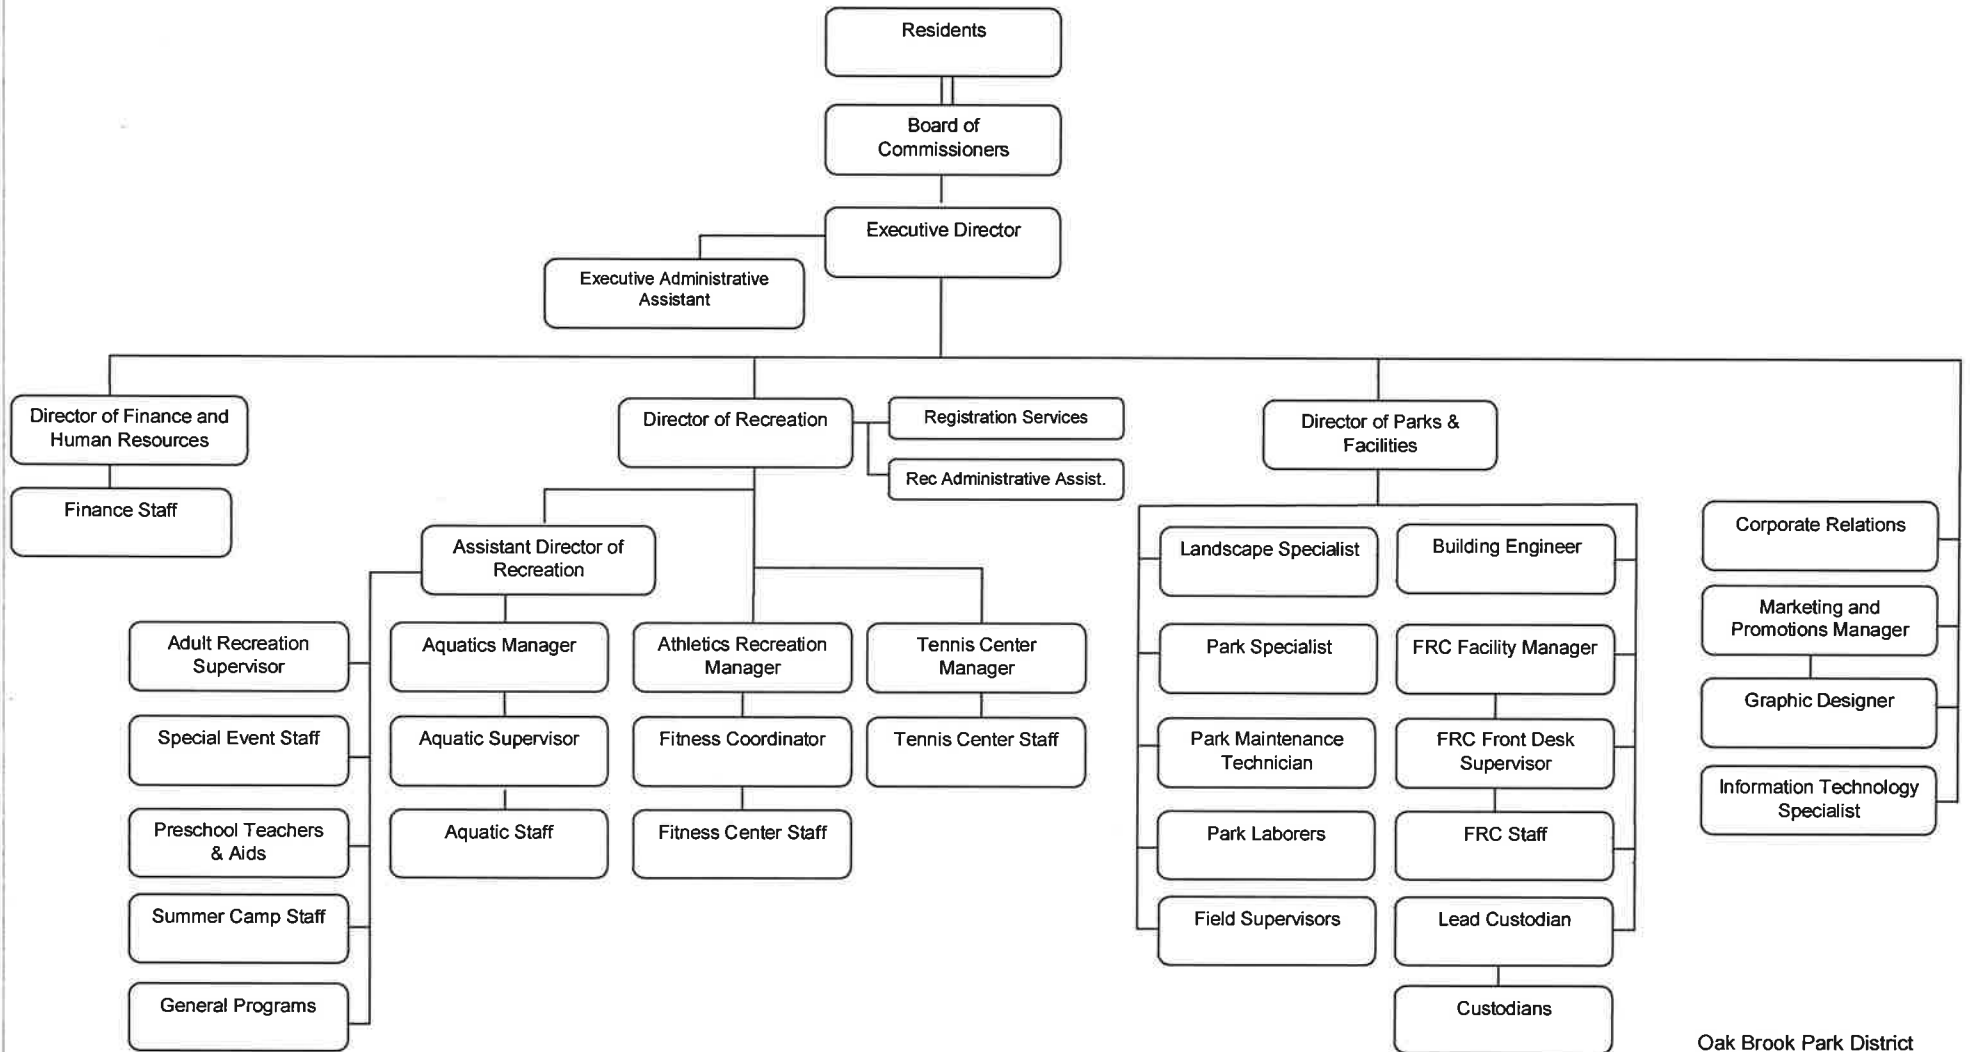 Residents
Board of
Commissioners
Executive Director
Executive Administrative
Assistant
Director of Finance and
Human Resources
Finance Staff
Director of Recreation
Registration Services
Rec Administrative Assist.
Director of Parks &
Facilities
Assistant Director of
Recreation
Adult Recreation
Supervisor
Special Event Staff
Preschool Teachers
& Aids
Summer Camp Staff
General Programs
Aquatics Manager
Aquatic Supervisor
Aquatic Staff
Athletics Recreation
Manager
Fitness Coordinator
Fitness Center Staff
Tennis Center
Manager
Tennis Center Staff
Landscape Specialist
Park Specialist
Park Maintenance
Technician
Park Laborers
Field Supervisors
Building Engineer
FRC Facility Manager
FRC Front Desk
Supervisor
FRC Staff
Lead Custodian
Custodians
Corporate Relations
Marketing and
Promotions Manager
Graphic Designer
Information Technology
Specialist
Oak Brook Park District